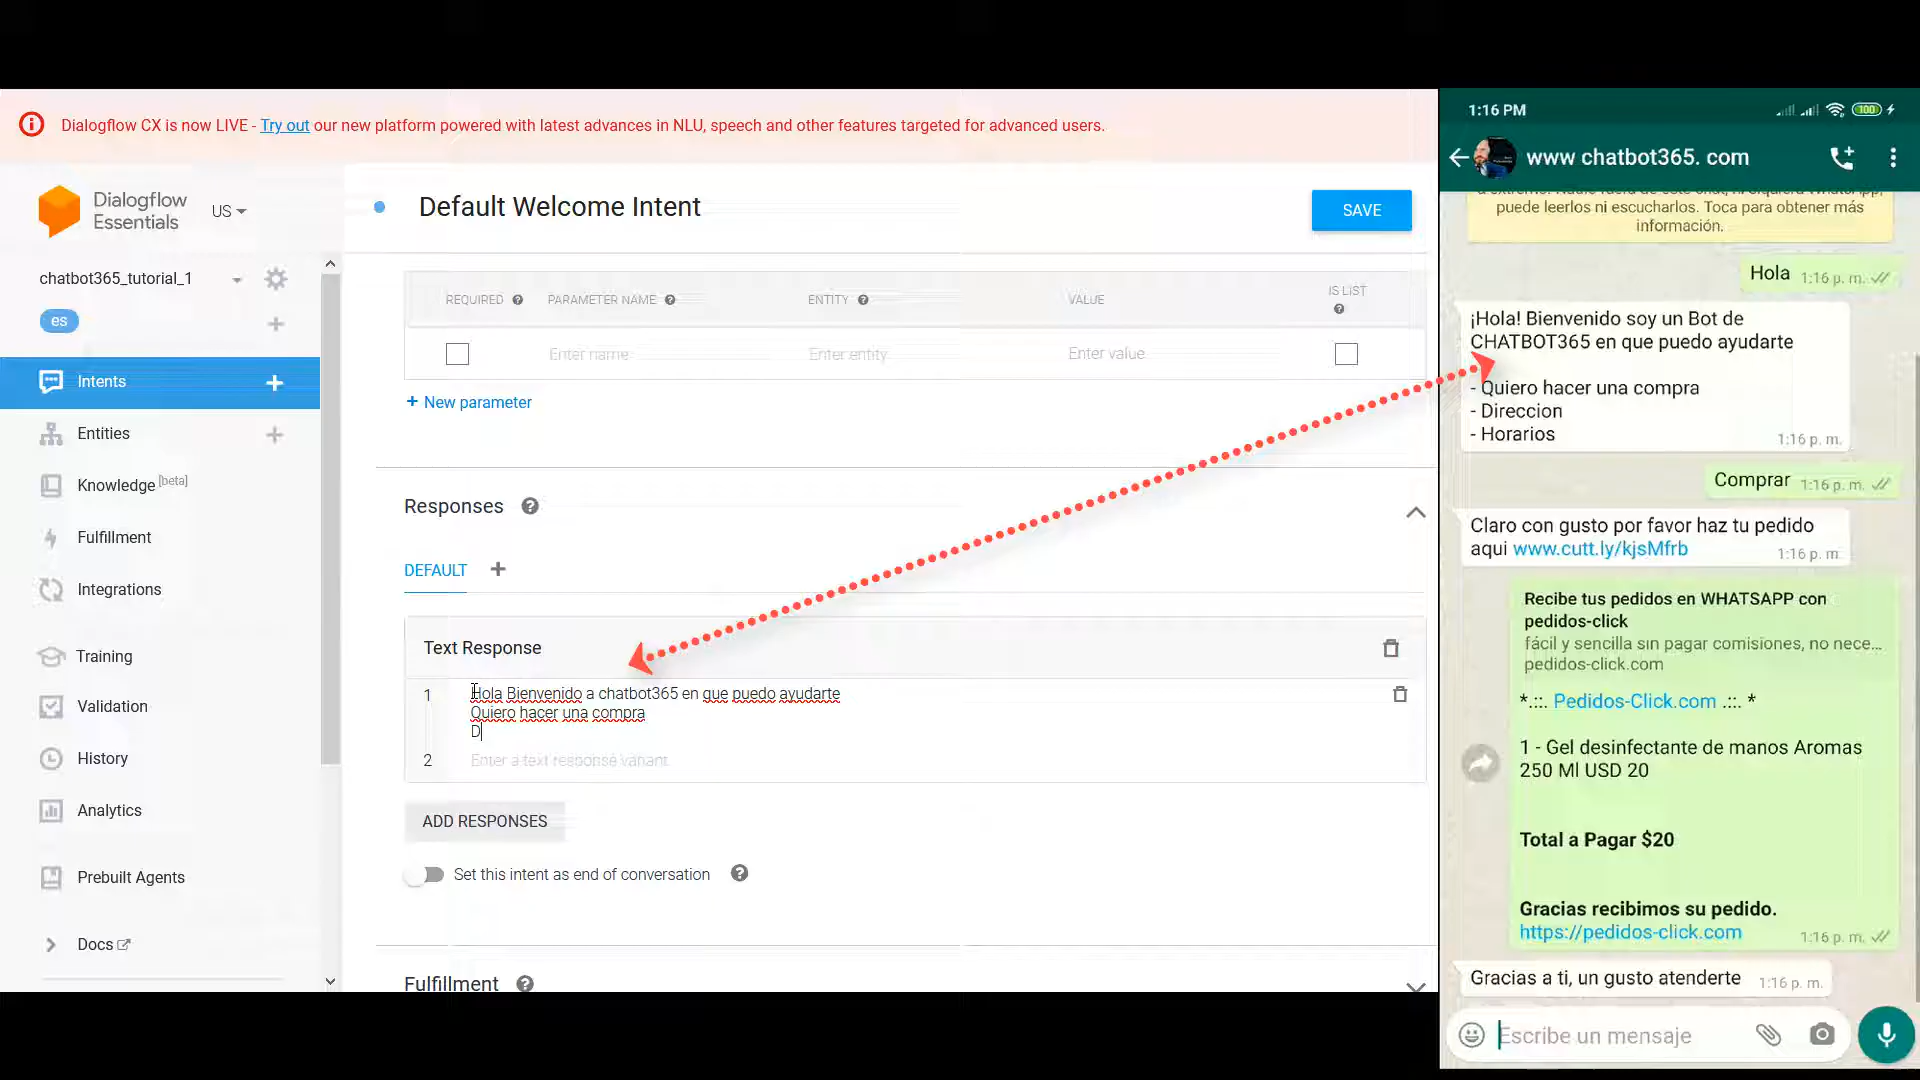 Dialogflow CX is now LIVE - Try out our new platform powered with latest advances in NLU, speech and other features targeted for advanced users.
Dialogflow
Essentials
US
chatbot365_tutorial_1
es
Intents
Entities
Knowledge [beta]
Fulfillment
Integrations
Training
Validation
History
Analytics
Prebuilt Agents
Docs
Default Welcome Intent
SAVE
REQUIRED
PARAMETER NAME
ENTITY
VALUE
IS LIST
Enter name
Enter entity
Enter value
+ New parameter
Responses
DEFAULT +
Text Response
1
Hola Bienvenido a chatbot365 en que puedo ayudarte
Quiero hacer una compra
D
2
Enter a text response variant
ADD RESPONSES
Set this intent as end of conversation
Fulfillment
1:16 PM
100
www chatbot365. com
puede leerlos ni escucharlos. Toca para obtener más
información.
Hola 1:16 p. m.
¡Hola! Bienvenido soy un Bot de
CHATBOT365 en que puedo ayudarte
- Quiero hacer una compra
- Direccion
- Horarios
1:16 p. m.
Comprar 1:16 p. m.
Claro con gusto por favor haz tu pedido
aqui www.cutt.ly/kjsMfrb 1:16 p. m.
Recibe tus pedidos en WHATSAPP con
pedidos-click
fácil y sencilla sin pagar comisiones, no nece...
pedidos-click.com
*.::. Pedidos-Click.com .::. *
1 - Gel desinfectante de manos Aromas
250 Ml USD 20
Total a Pagar $20
Gracias recibimos su pedido.
https://pedidos-click.com 1:16 p. m.
Gracias a ti, un gusto atenderte 1:16 p. m.
Escribe un mensaje